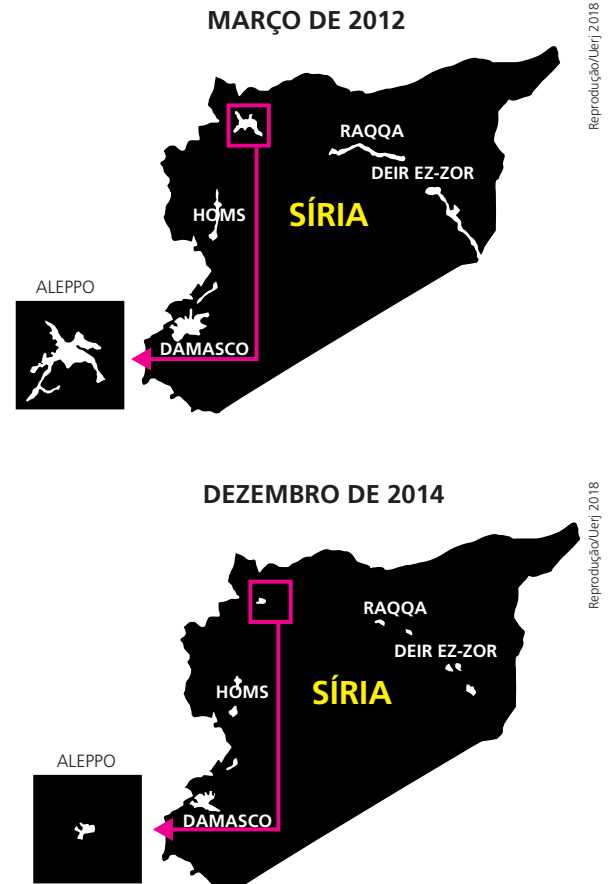 MARÇO DE 2012
Reprodução/Uerj 2018
RAQQA
DEIR EZ-ZOR
HOMS
SÍRIA
ALEPPO
DAMASCO
DEZEMBRO DE 2014
Reprodução/Uerj 2018
RAQQA
DEIR EZ-ZOR
HOMS
SÍRIA
ALEPPO
DAMASCO